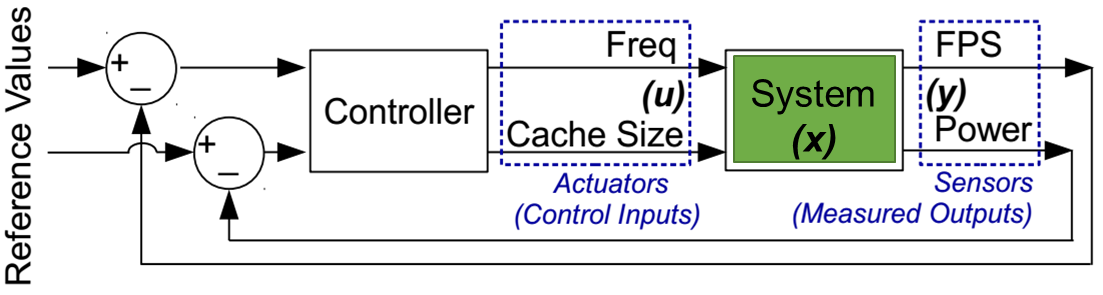 Reference Values
+
−
+
−
Controller
Freq
(u)
Cache Size
Actuators
(Control Inputs)
System
(x)
FPS
(y)
Power
Sensors
(Measured Outputs)